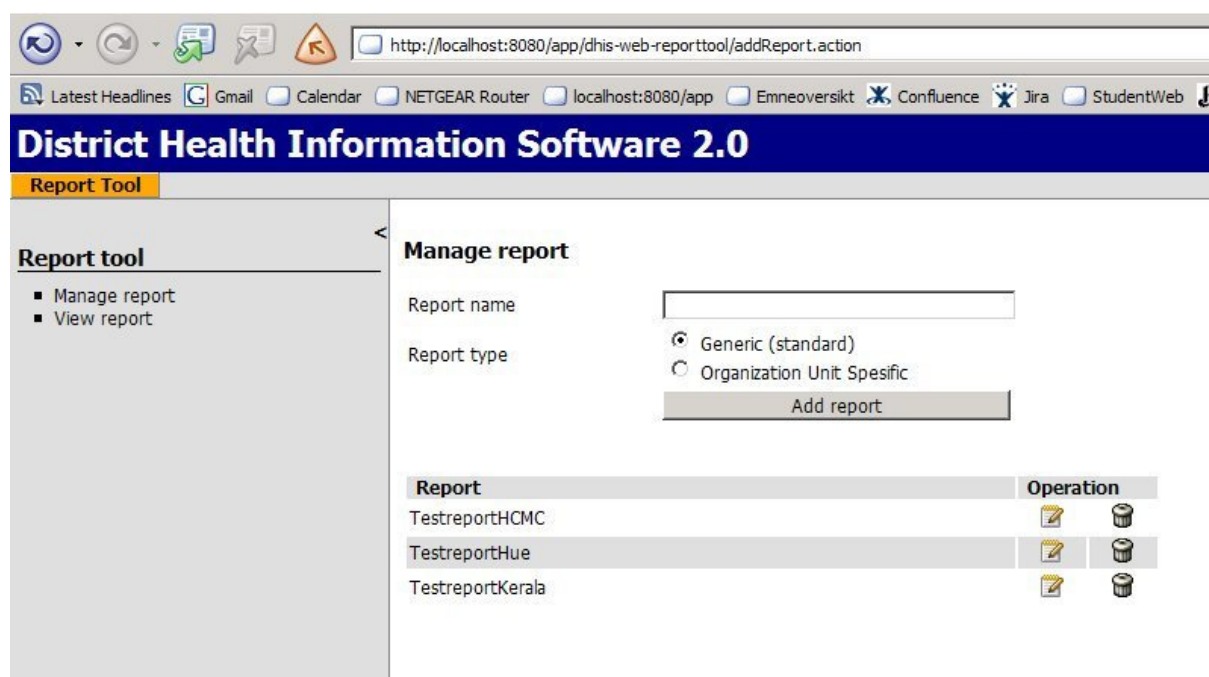 http://localhost:8080/app/dhis-web-reporttool/addReport.action
Latest Headlines Gmail Calendar NETGEAR Router localhost:8080/app Emneoversikt Confluence Jira StudentWeb
District Health Information Software 2.0
Report Tool
<
Report tool
Manage report
View report
Manage report
Report name
Report type
Generic (standard)
Organization Unit Spesific
Add report
Report Operation
TestreportHCMC
TestreportHue
TestreportKerala